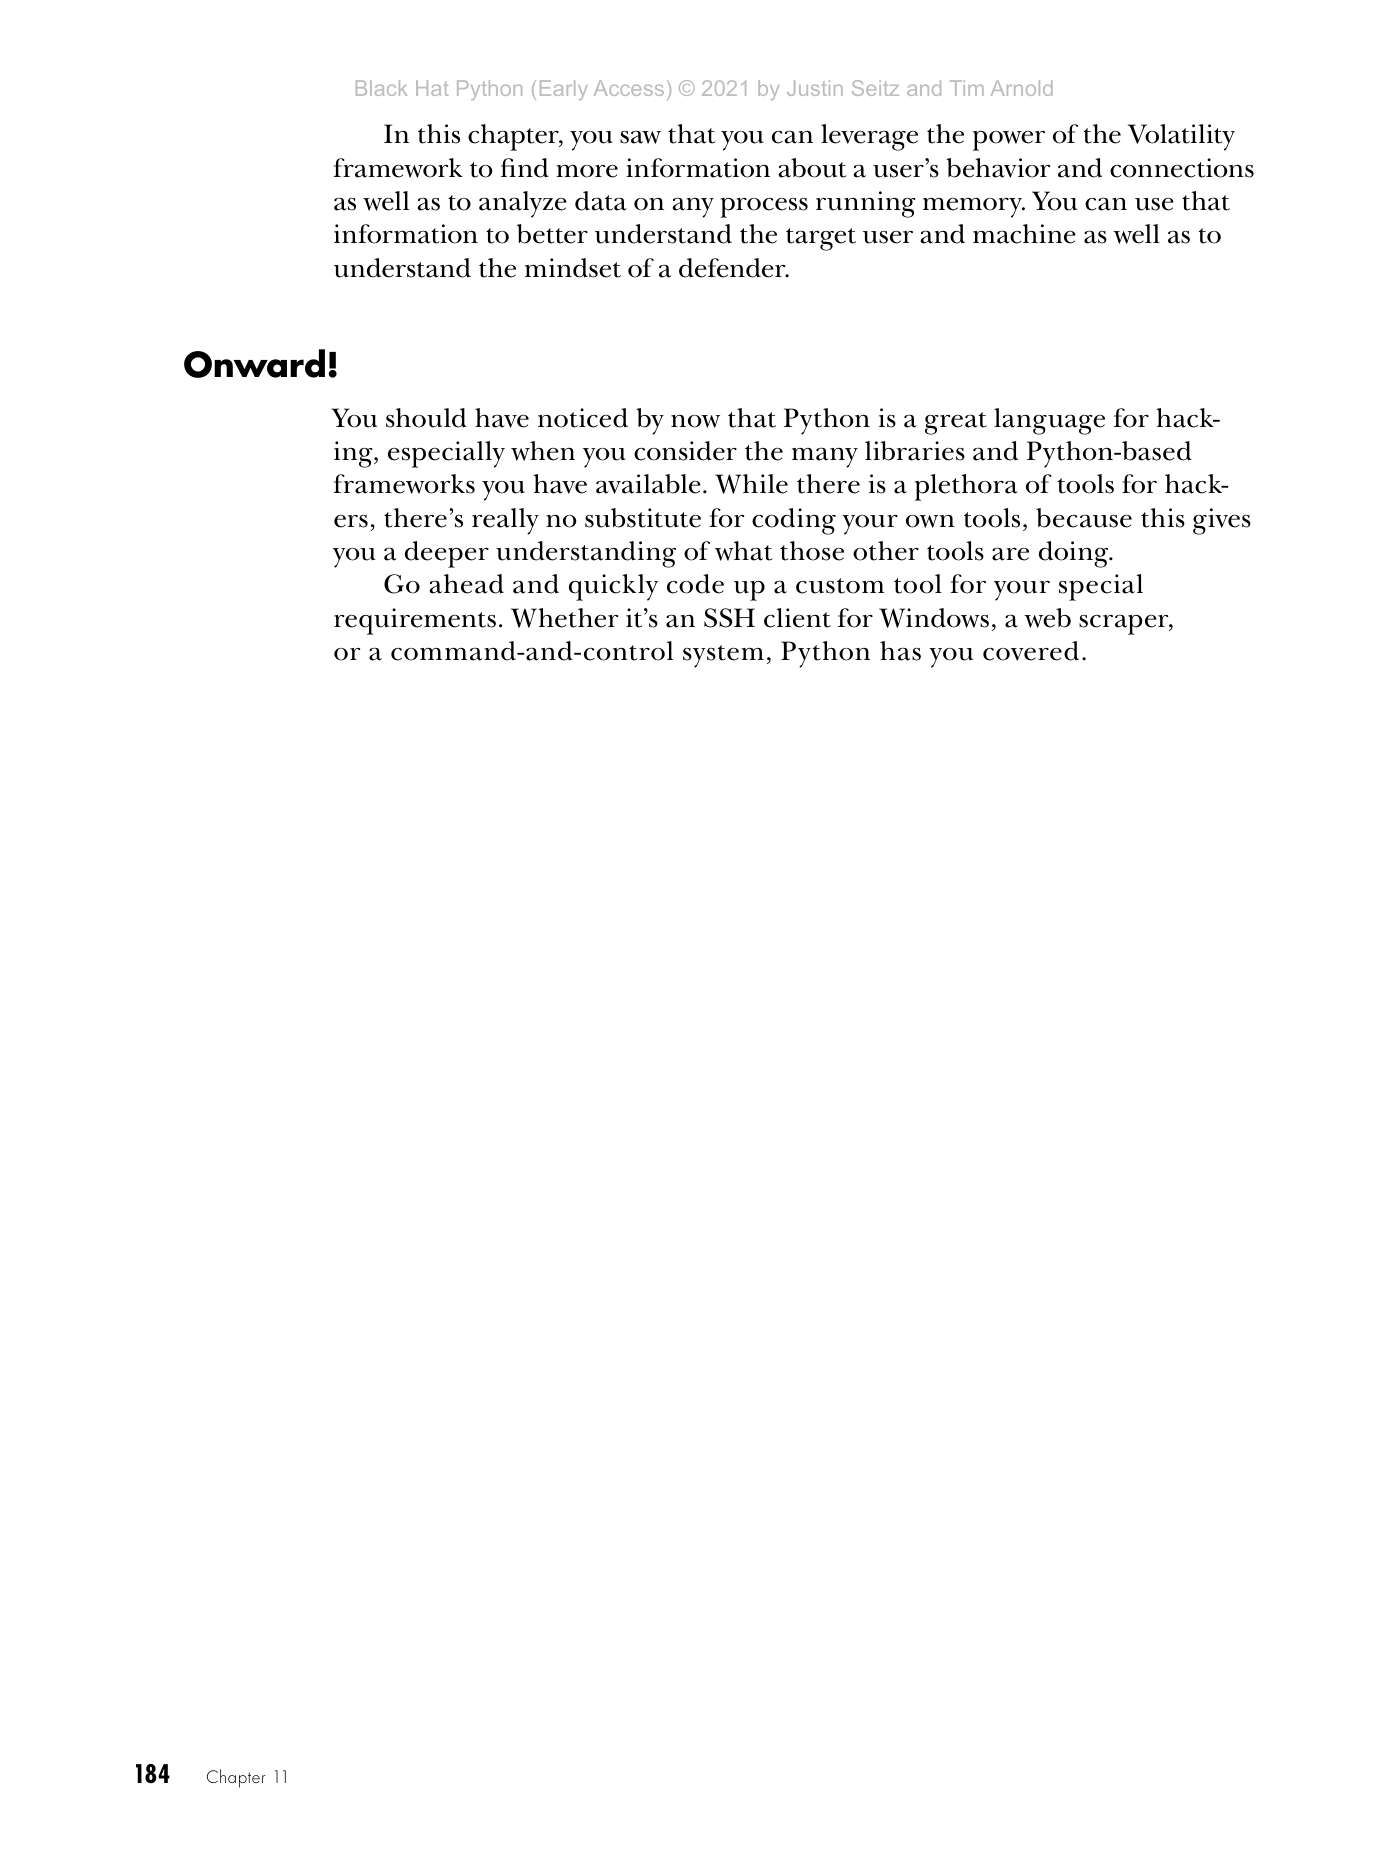 Black Hat Python (Early Access) © 2021 by Justin Seitz and Tim Arnold
In this chapter, you saw that you can leverage the power of the Volatility
framework to find more information about a user’s behavior and connections
as well as to analyze data on any process running memory. You can use that
information to better understand the target user and machine as well as to
understand the mindset of a defender.
Onward!
You should have noticed by now that Python is a great language for hack-
ing, especially when you consider the many libraries and Python-based
frameworks you have available. While there is a plethora of tools for hack-
ers, there’s really no substitute for coding your own tools, because this gives
you a deeper understanding of what those other tools are doing.
Go ahead and quickly code up a custom tool for your special
requirements. Whether it’s an SSH client for Windows, a web scraper,
or a command-and-control system, Python has you covered.
184 Chapter 11